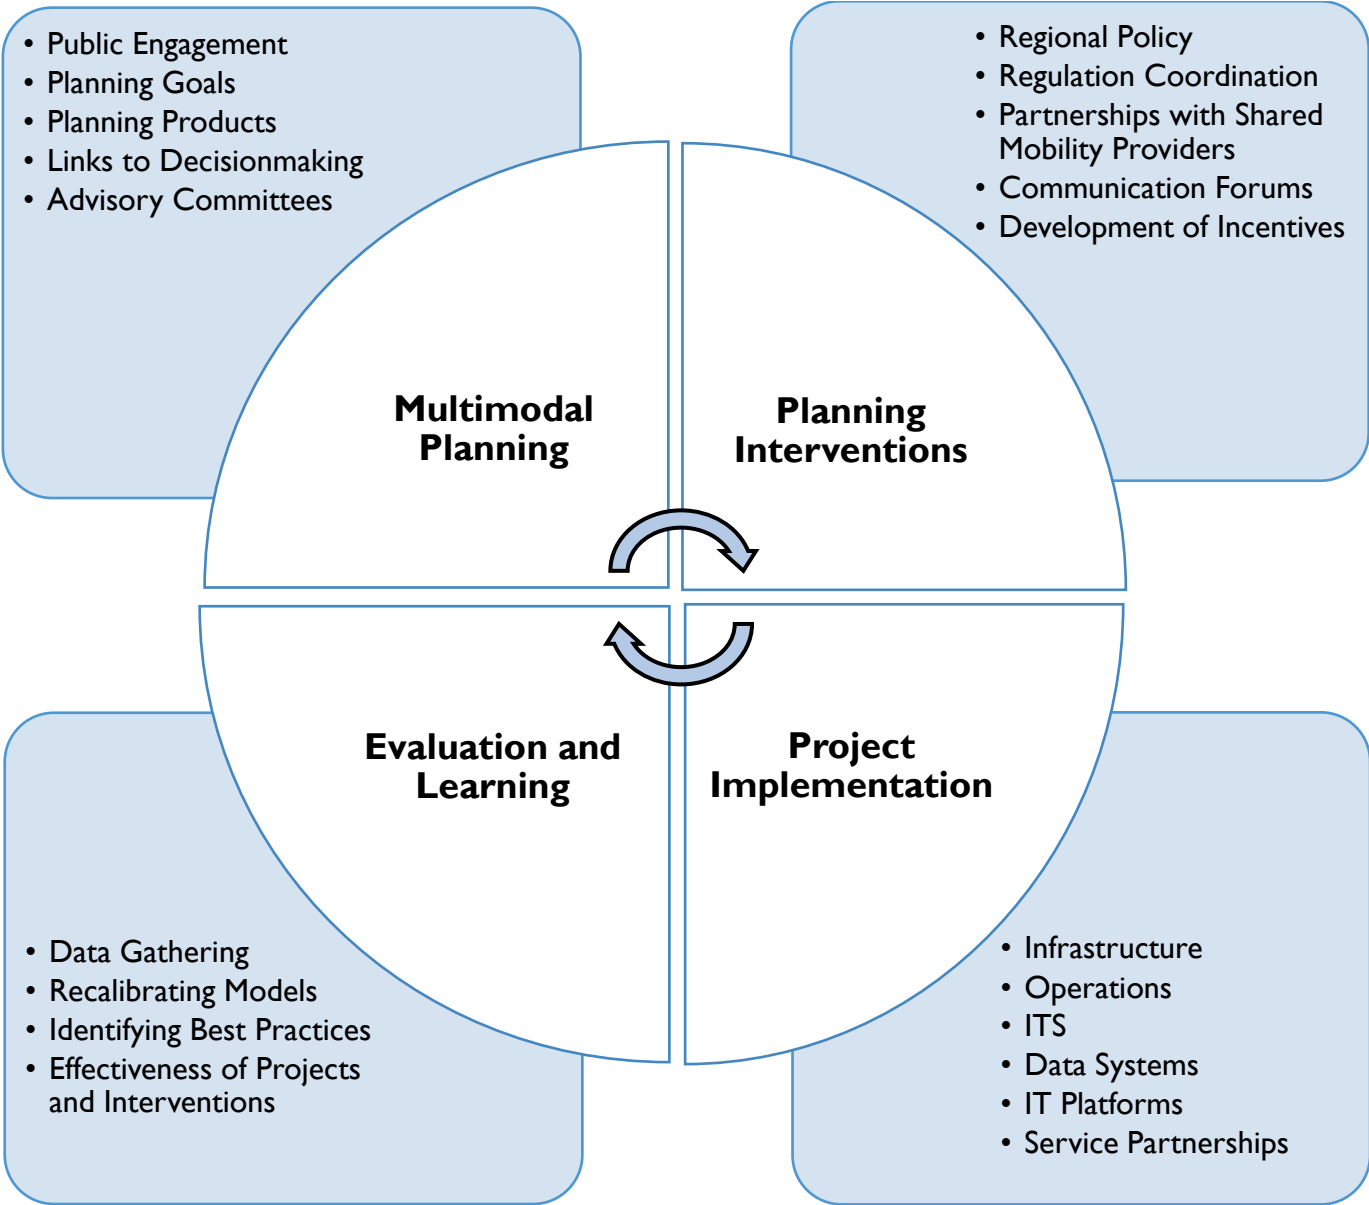 • Public Engagement
• Planning Goals
• Planning Products
• Links to Decisionmaking
• Advisory Committees
• Regional Policy
• Regulation Coordination
• Partnerships with Shared
Mobility Providers
• Communication Forums
• Development of Incentives
Multimodal
Planning
Planning
Interventions
Evaluation and
Learning
Project
Implementation
• Data Gathering
• Recalibrating Models
• Identifying Best Practices
• Effectiveness of Projects
and Interventions
• Infrastructure
• Operations
• ITS
• Data Systems
• IT Platforms
• Service Partnerships